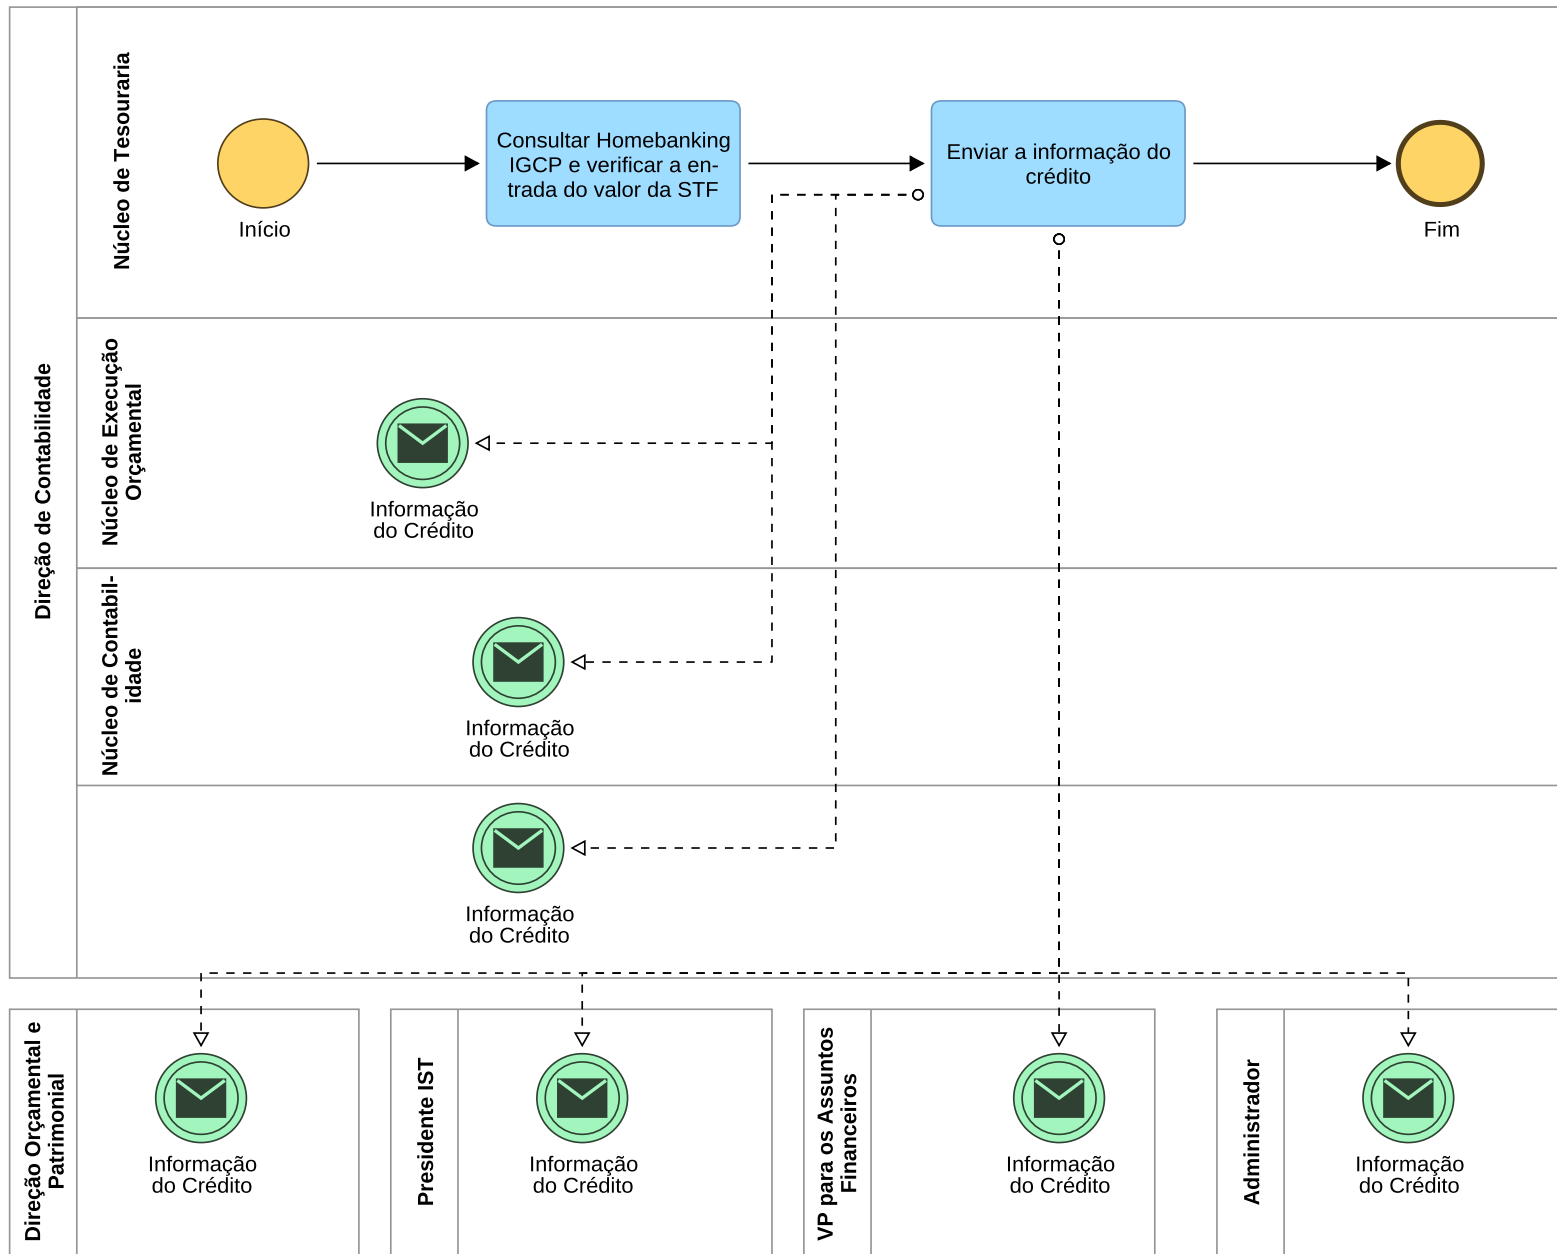 Direção de Contabilidade
Núcleo de Tesouraria
Início
Consultar Homebanking
IGCP e verificar a en-
trada do valor da STF
Enviar a informação do
crédito
Fim
Núcleo de Execução
Orçamental
Informação
do Crédito
Núcleo de Contabil-
idade
Informação
do Crédito
Informação
do Crédito
Direção Orçamental e
Patrimonial
Informação
do Crédito
Presidente IST
Informação
do Crédito
VP para os Assuntos
Financeiros
Informação
do Crédito
Administrador
Informação
do Crédito